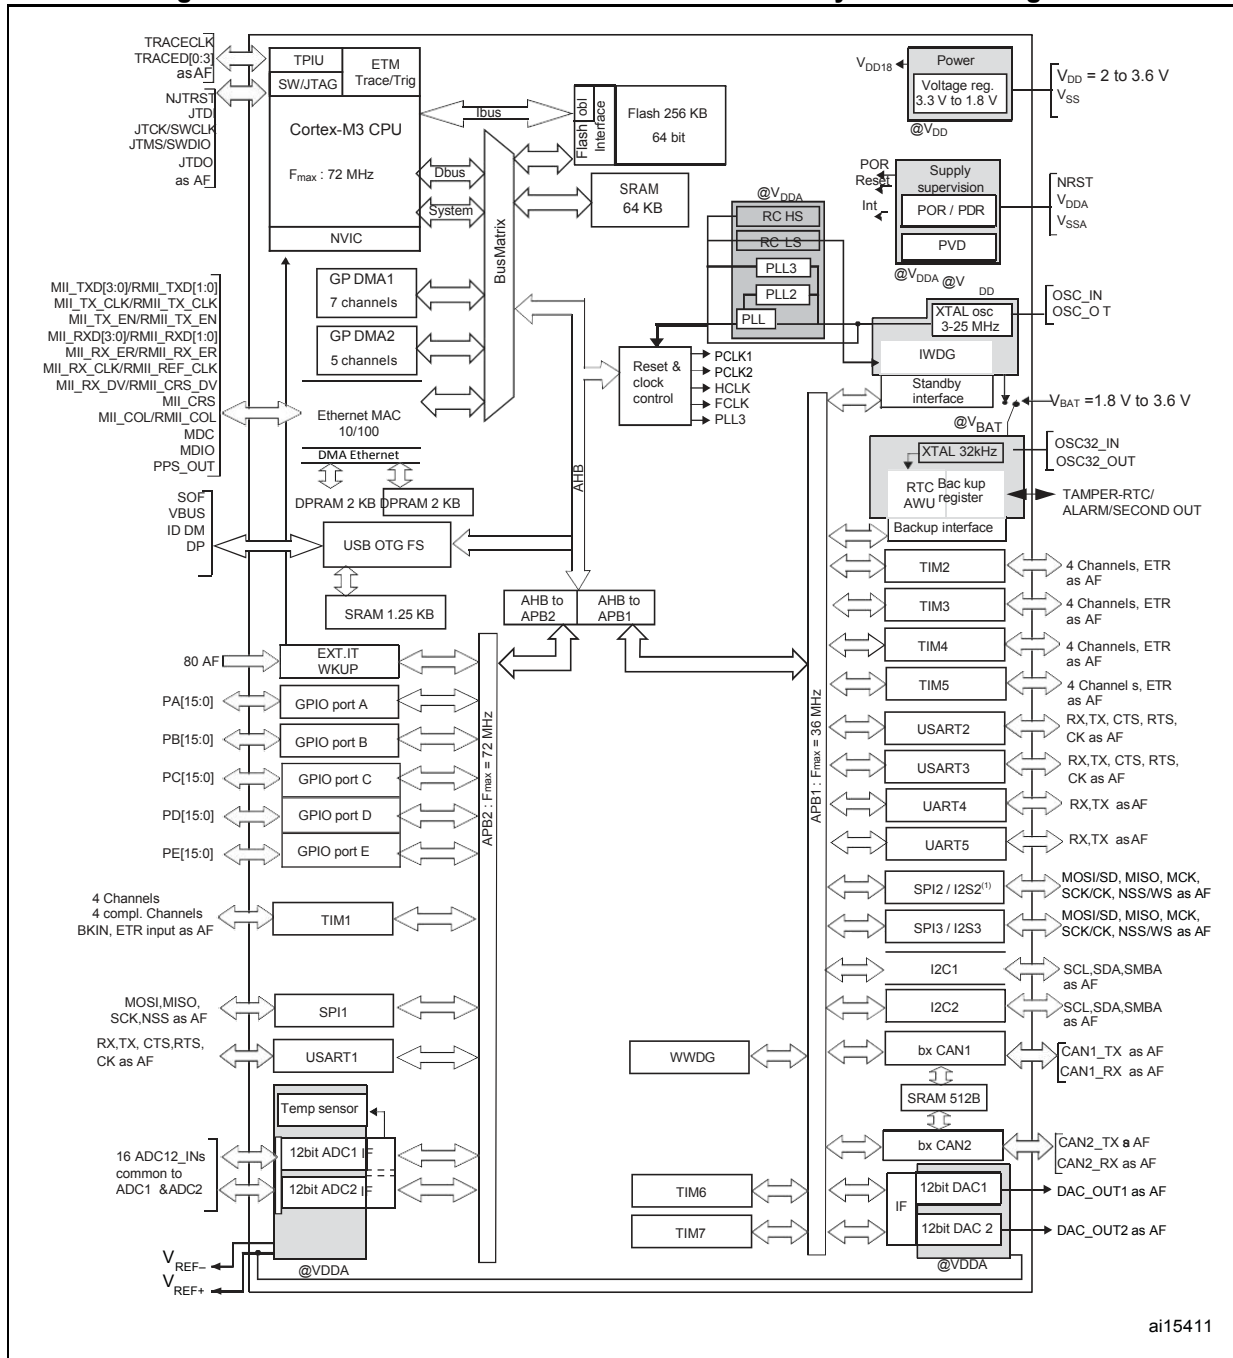 TRACECLK
TRACED[0:3]
as AF
NJTRST
JTDI
JTCK/SWCLK
JTMS/SWDIO
JTDO
as AF
TPIU
SW/JTAG
ETM
Trace/Trig
Cortex-M3 CPU
Fmax : 72 MHz
NVIC
Ibus
Dbus
System
BusMatrix
Flash obl
Interface
Flash 256 KB
64 bit
SRAM
64 KB
VDD18
Power
Voltage reg.
3.3 V to 1.8 V
@VDD
VDD = 2 to 3.6 V
VSS
POR
Reset
Int
Supply
supervision
POR / PDR
PVD
@VDDA @V
DD
NRST
VDDA
VSSA
@VDDA
RC HS
RC LS
PLL3
PLL2
PLL
GP DMA1
7 channels
GP DMA2
5 channels
MII_TXD[3:0]/RMII_TXD[1:0]
MII_TX_CLK/RMII_TX_CLK
MII_TX_EN/RMII_TX_EN
MII_RXD[3:0]/RMII_RXD[1:0]
MII_RX_ER/RMII_RX_ER
MII_RX_CLK/RMII_REF_CLK
MII_RX_DV/RMII_CRS_DV
MII_CRS
MII_COL/RMII_COL
MDC
MDIO
PPS_OUT
Ethernet MAC
10/100
DMA Ethernet
DPRAM 2 KB DPRAM 2 KB
Reset &
clock
control
PCLK1
PCLK2
HCLK
FCLK
PLL3
XTAL osc
3-25 MHz
IWDG
Standby
interface
OSC_IN
OSC_O T
VBAT =1.8 V to 3.6 V
@VBAT
XTAL 32kHz
RTC
AWU
Bac kup
register
Backup interface
OSC32_IN
OSC32_OUT
TAMPER-RTC/
ALARM/SECOND OUT
AHB
SOF
VBUS
ID DM
DP
USB OTG FS
SRAM 1.25 KB
AHB to
APB2
AHB to
APB1
80 AF
EXT.IT
WKUP
PA[15:0]
GPIO port A
PB[15:0]
GPIO port B
PC[15:0]
GPIO port C
PD[15:0]
GPIO port D
PE[15:0]
GPIO port E
APB2 : Fmax = 72 MHz
APB1 : Fmax = 36 MHz
4 Channels
4 compl. Channels
BKIN, ETR input as AF
TIM1
MOSI,MISO,
SCK,NSS as AF
SPI1
RX,TX, CTS,RTS,
CK as AF
USART1
Temp sensor
16 ADC12_INs
common to
ADC1 &ADC2
12bit ADC1 IF
12bit ADC2 IF
VREF–
VREF+
@VDDA
TIM2
4 Channels, ETR
as AF
TIM3
4 Channels, ETR
as AF
TIM4
4 Channels, ETR
as AF
TIM5
4 Channel s, ETR
as AF
USART2
RX,TX, CTS, RTS,
CK as AF
USART3
RX,TX, CTS, RTS,
CK as AF
UART4
RX,TX as AF
UART5
RX,TX as AF
SPI2 / I2S2(1)
MOSI/SD, MISO, MCK,
SCK/CK, NSS/WS as AF
SPI3 / I2S3
MOSI/SD, MISO, MCK,
SCK/CK, NSS/WS as AF
I2C1
SCL,SDA,SMBA
as AF
I2C2
SCL,SDA,SMBA
as AF
WWDG
bx CAN1
CAN1_TX as AF
CAN1_RX as AF
SRAM 512B
bx CAN2
CAN2_TX a AF
CAN2_RX as AF
TIM6
TIM7
IF
12bit DAC1
DAC_OUT1 as AF
12bit DAC 2
DAC_OUT2 as AF
@VDDA
ai15411